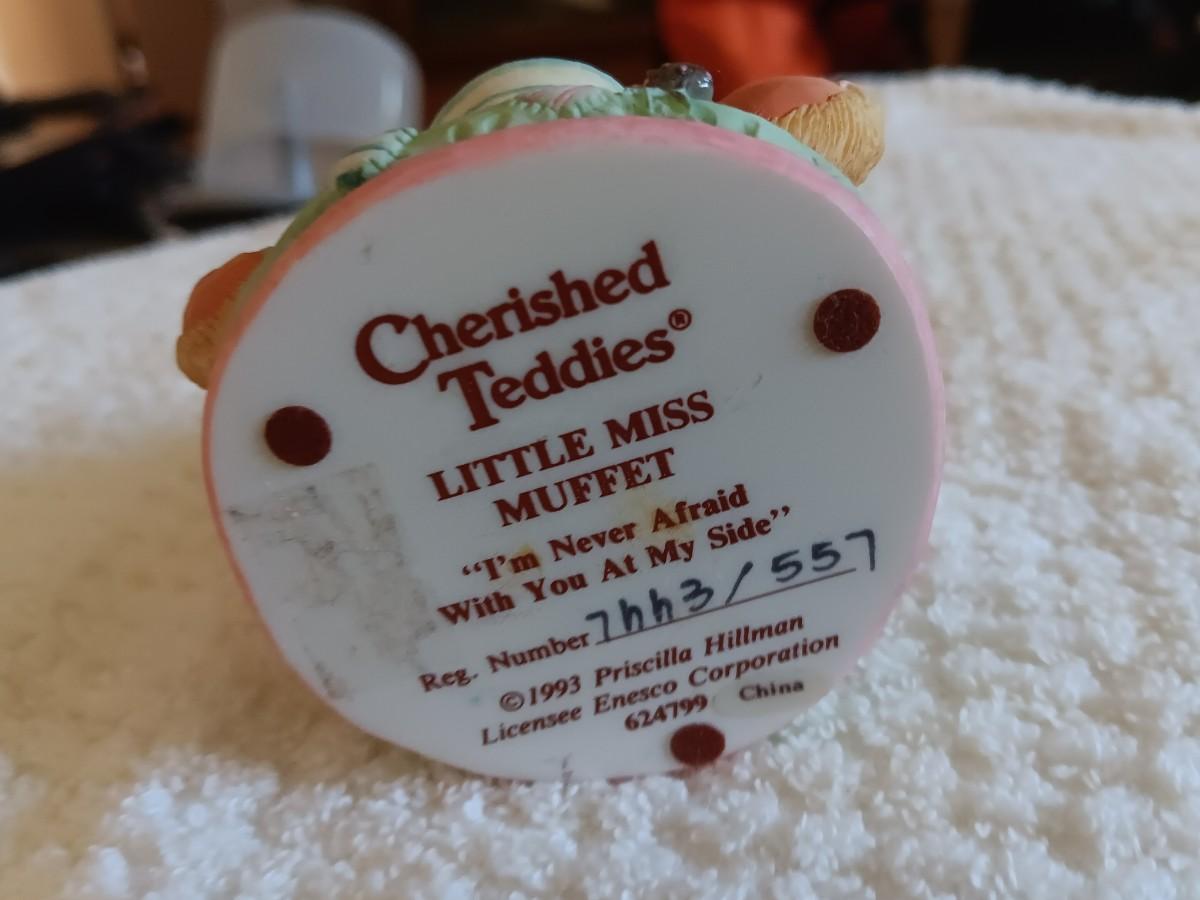 Cherished
Teddies®
LITTLE MISS
MUFFET
“I'm Never Afraid
With You At My Side”
Reg. Number 7443/557
©1993 Priscilla Hillman
Licensee Enesco Corporation
624799 China